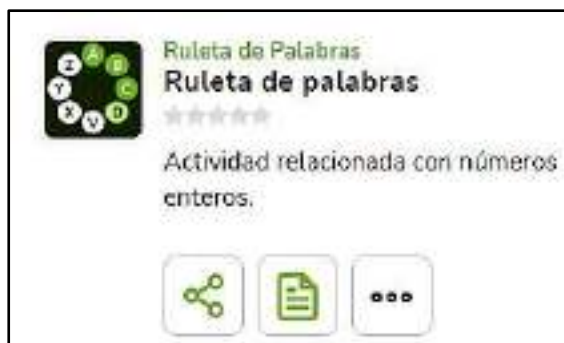 Ruleta de Palabras
Ruleta de palabras
Actividad relacionada con números
enteros.
A
B
C
D
V
X
Y
Z